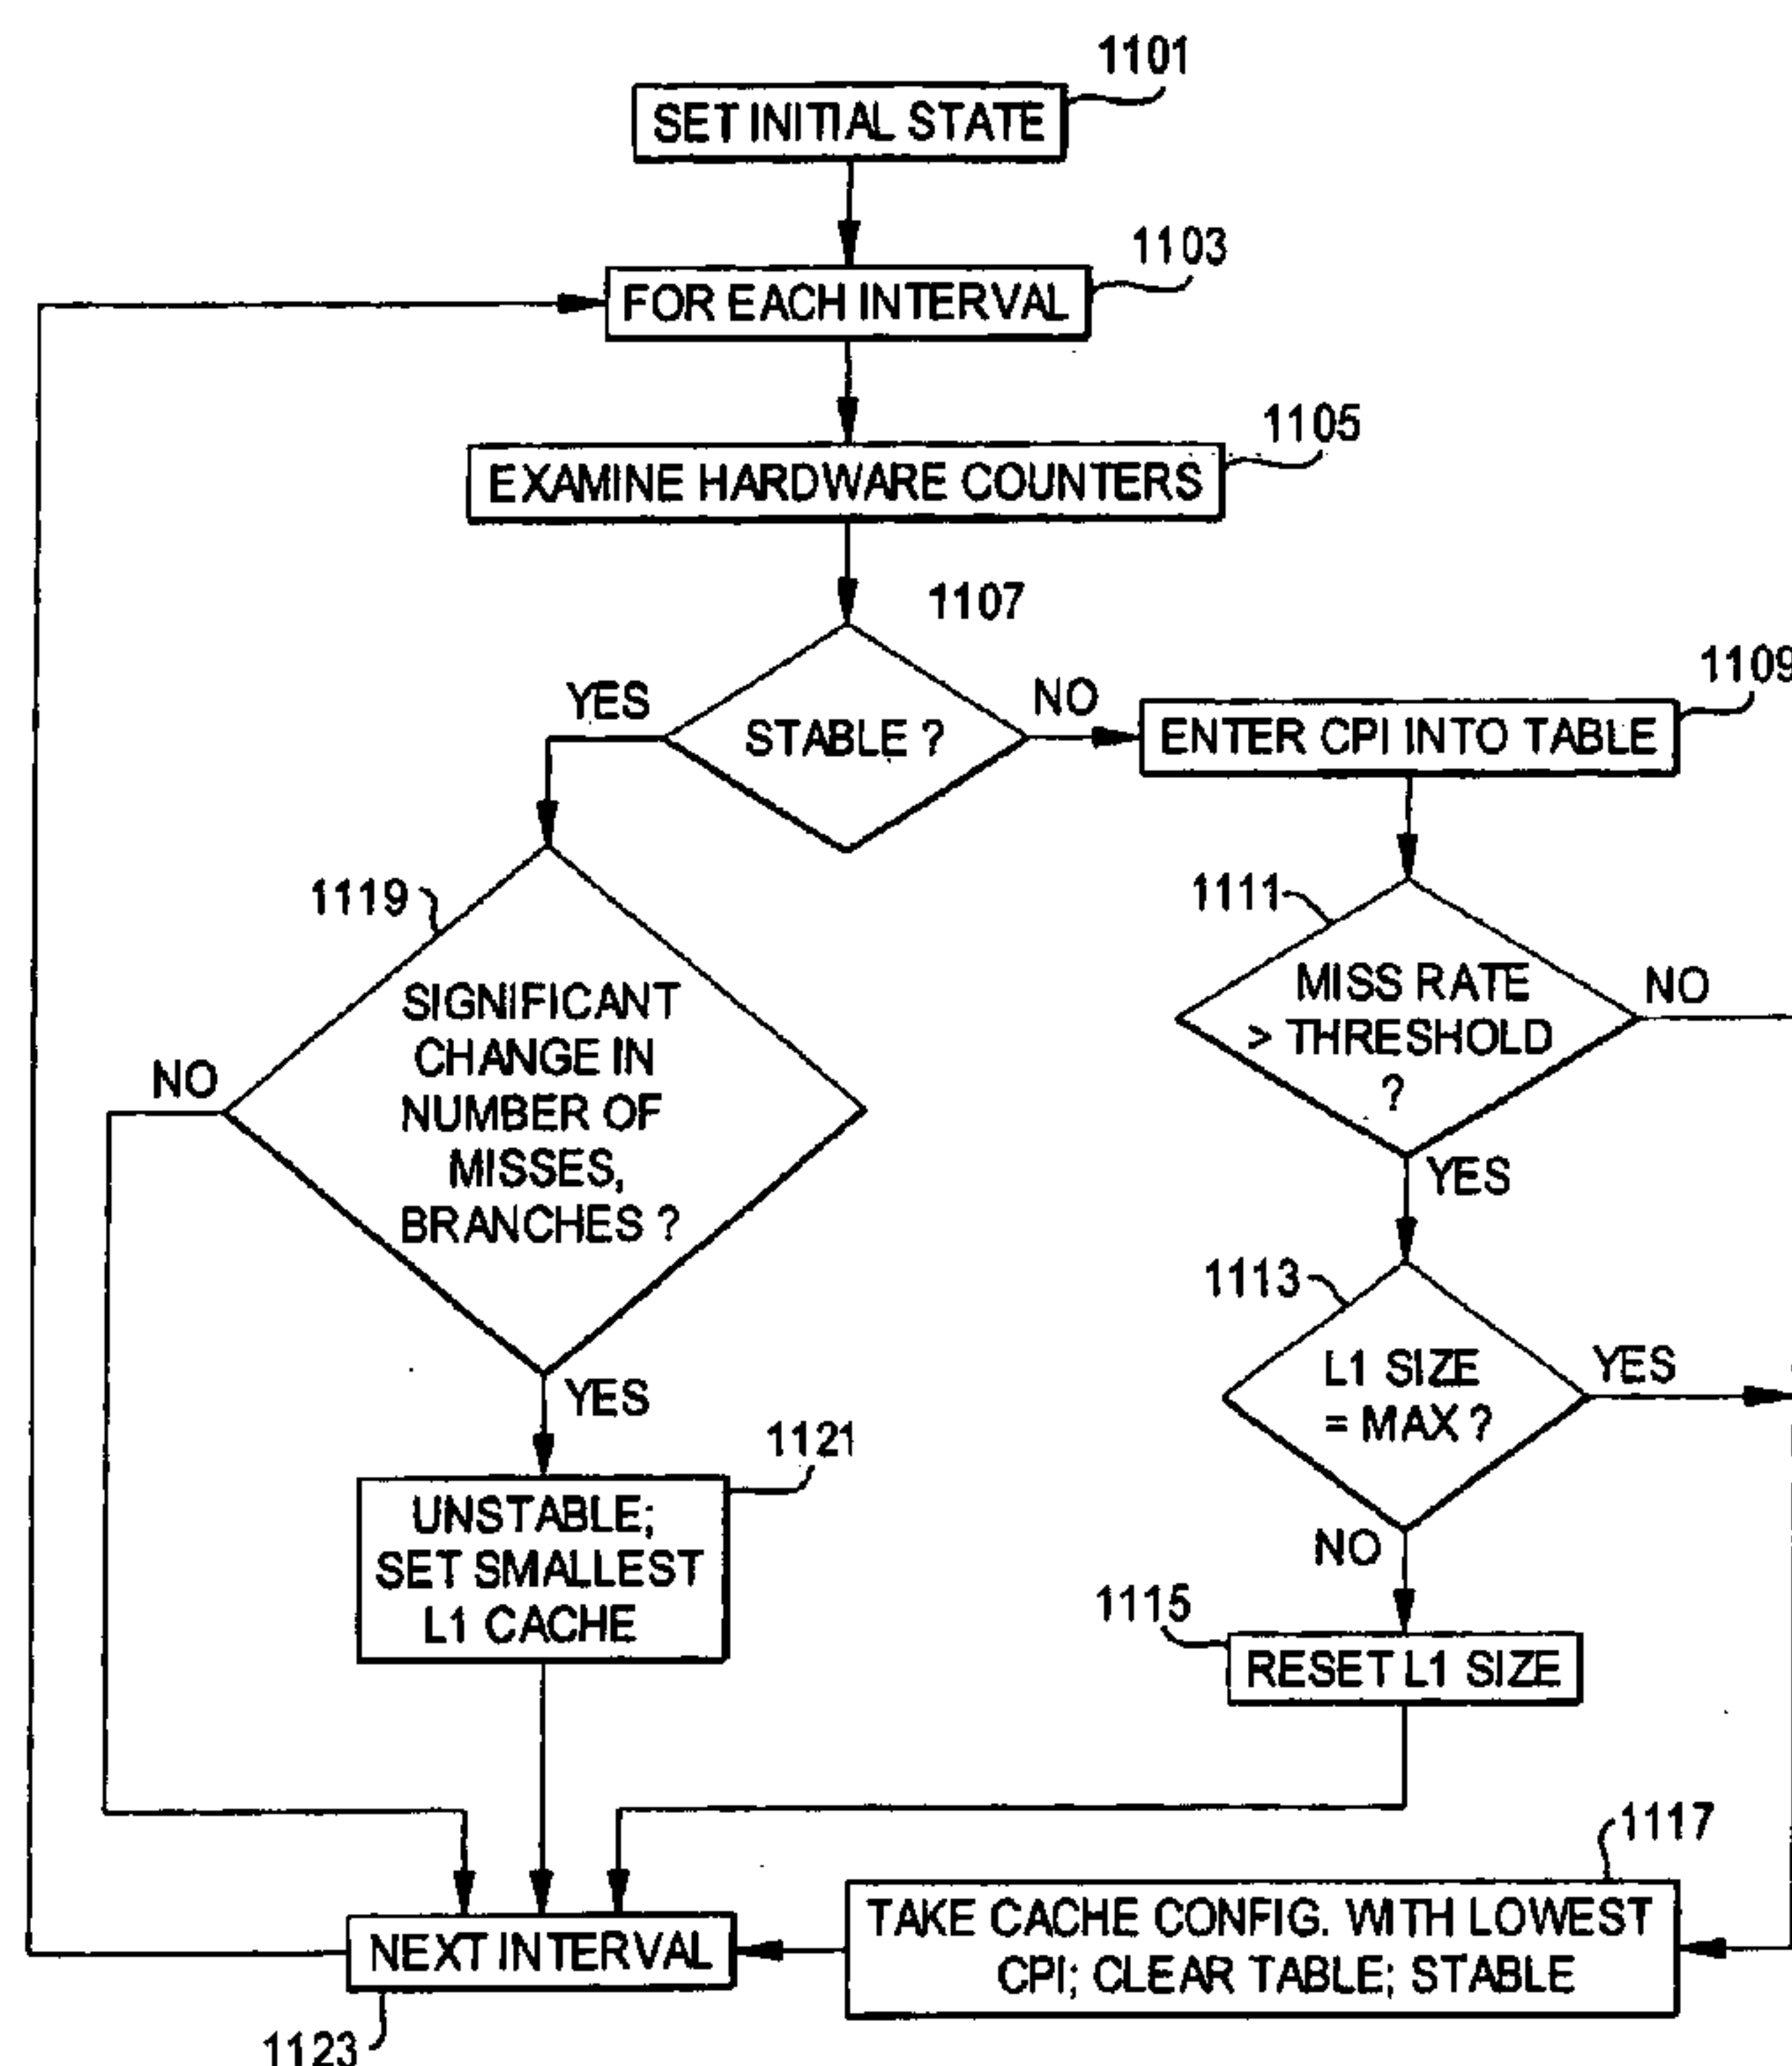 1101
SET INITIAL STATE
1103
FOR EACH INTERVAL
1105
EXAMINE HARDWARE COUNTERS
1107
STABLE ?
YES
NO
1109
ENTER CPI INTO TABLE
1119
SIGNIFICANT
CHANGE IN
NUMBER OF
MISSES,
BRANCHES ?
NO
YES
1111
MISS RATE
> THRESHOLD
?
NO
YES
1113
L1 SIZE
= MAX ?
YES
NO
1121
UNSTABLE;
SET SMALLEST
L1 CACHE
1115
RESET L1 SIZE
1117
TAKE CACHE CONFIG. WITH LOWEST
CPI; CLEAR TABLE; STABLE
NEXT INTERVAL
1123